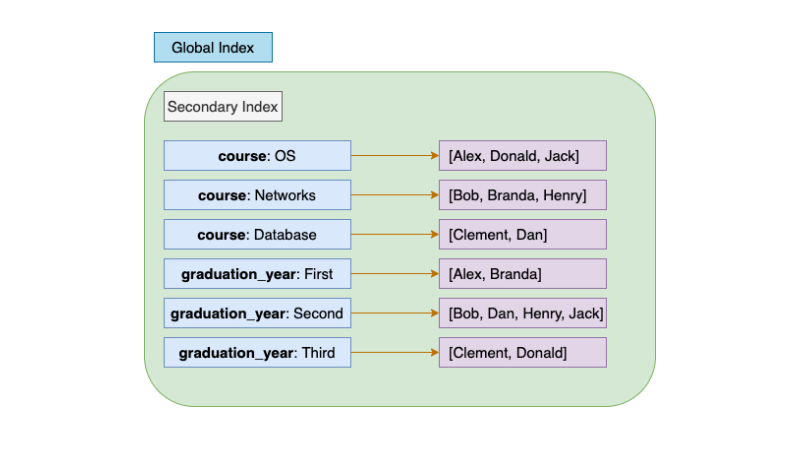 Global Index
Secondary Index
course: OS [Alex, Donald, Jack]
course: Networks [Bob, Branda, Henry]
course: Database [Clement, Dan]
graduation_year: First [Alex, Branda]
graduation_year: Second [Bob, Dan, Henry, Jack]
graduation_year: Third [Clement, Donald]